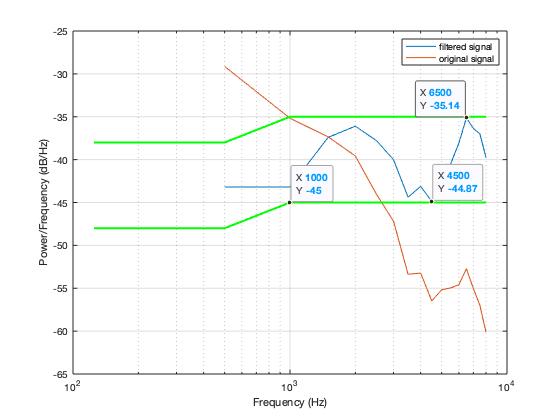 -25
-30
-35
-40
-45
-50
-55
-60
-65
Power/Frequency (dB/Hz)
filtered signal
original signal
X 6500
Y -35.14
X 1000
Y -45
X 4500
Y -44.87
10^2
10^3
10^4
Frequency (Hz)